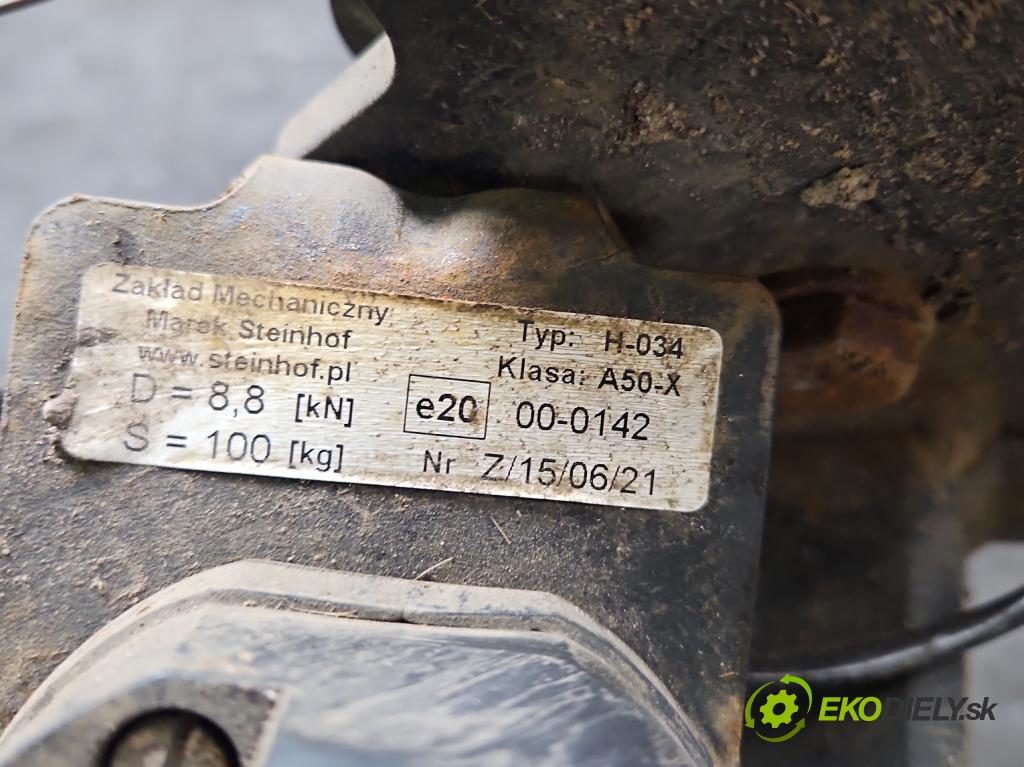 Zakład Mechaniczny
Marek Steinhof
www.steinhof.pl
D = 8,8 [kN]
S = 100 [kg]
Typ: H-034
Klasa: A50-X
e20 00-0142
Nr Z/15/06/21
EKODIELY.sk